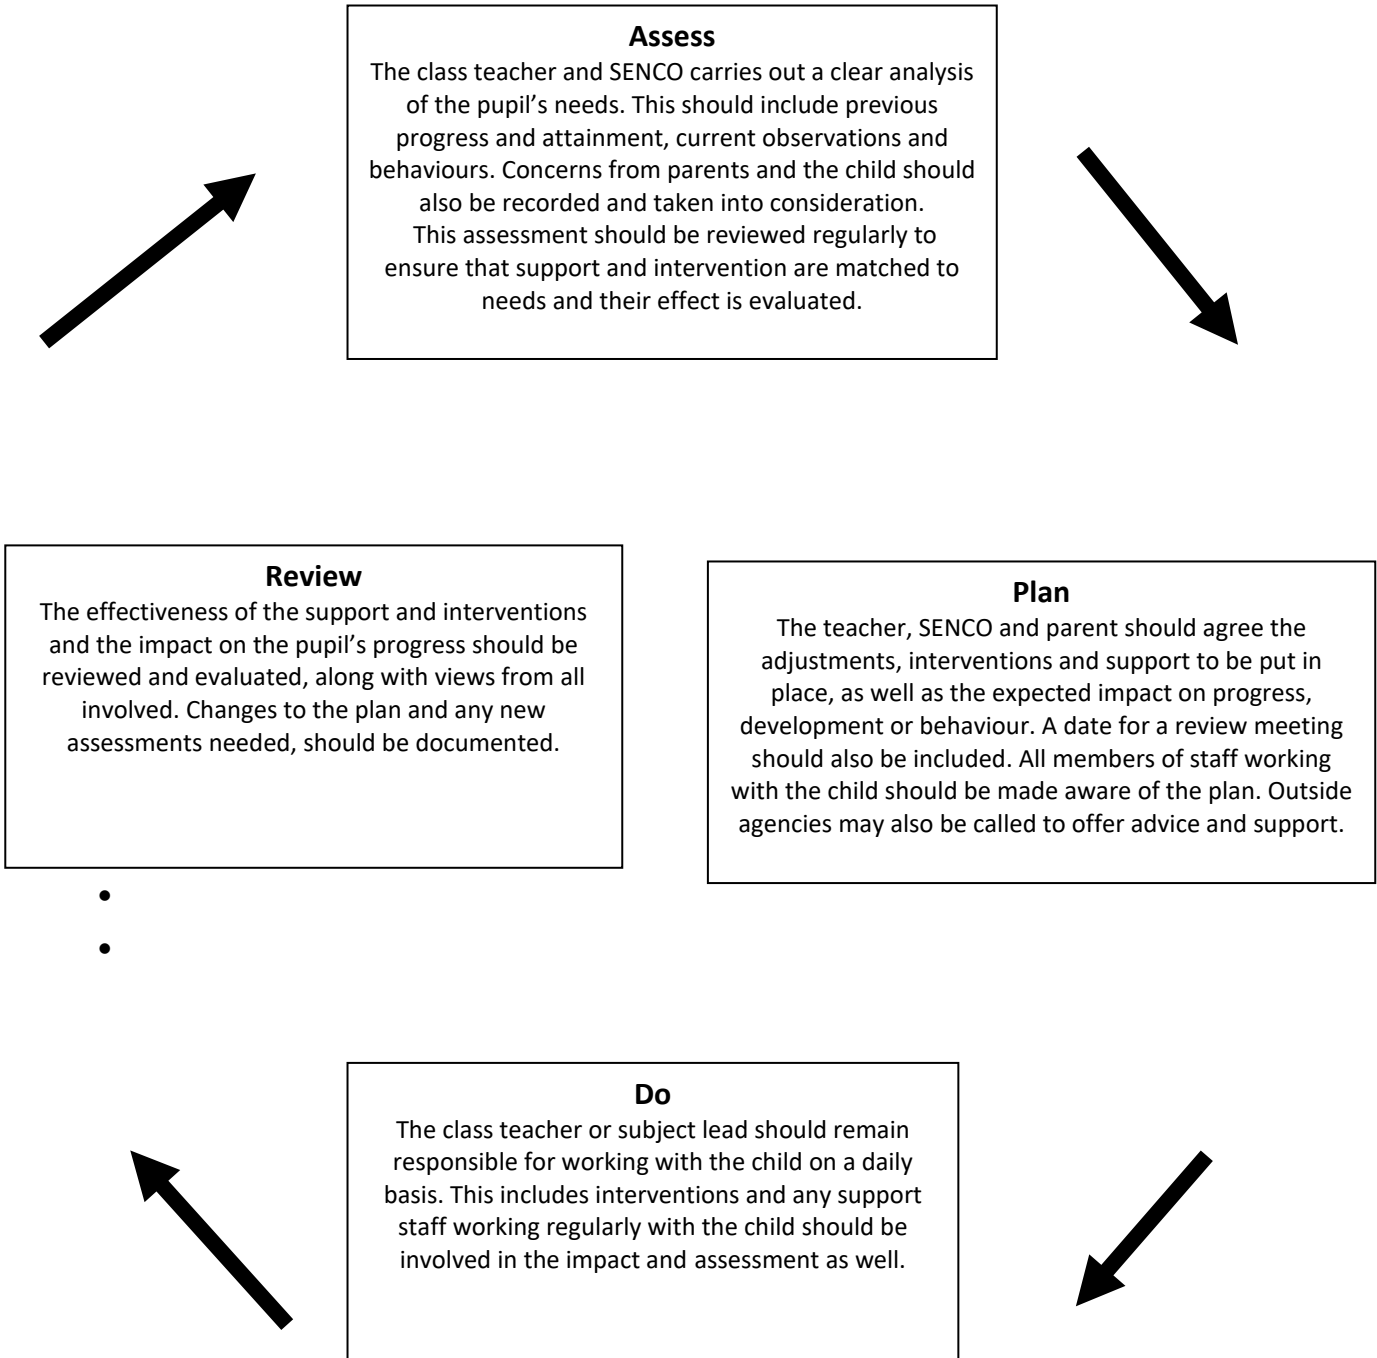 Assess
The class teacher and SENCO carries out a clear analysis
of the pupil’s needs. This should include previous
progress and attainment, current observations and
behaviours. Concerns from parents and the child should
also be recorded and taken into consideration.
This assessment should be reviewed regularly to
ensure that support and intervention are matched to
needs and their effect is evaluated.
Review
The effectiveness of the support and interventions
and the impact on the pupil’s progress should be
reviewed and evaluated, along with views from all
involved. Changes to the plan and any new
assessments needed, should be documented.
Plan
The teacher, SENCO and parent should agree the
adjustments, interventions and support to be put in
place, as well as the expected impact on progress,
development or behaviour. A date for a review meeting
should also be included. All members of staff working
with the child should be made aware of the plan. Outside
agencies may also be called to offer advice and support.
Do
The class teacher or subject lead should remain
responsible for working with the child on a daily
basis. This includes interventions and any support
staff working regularly with the child should be
involved in the impact and assessment as well.